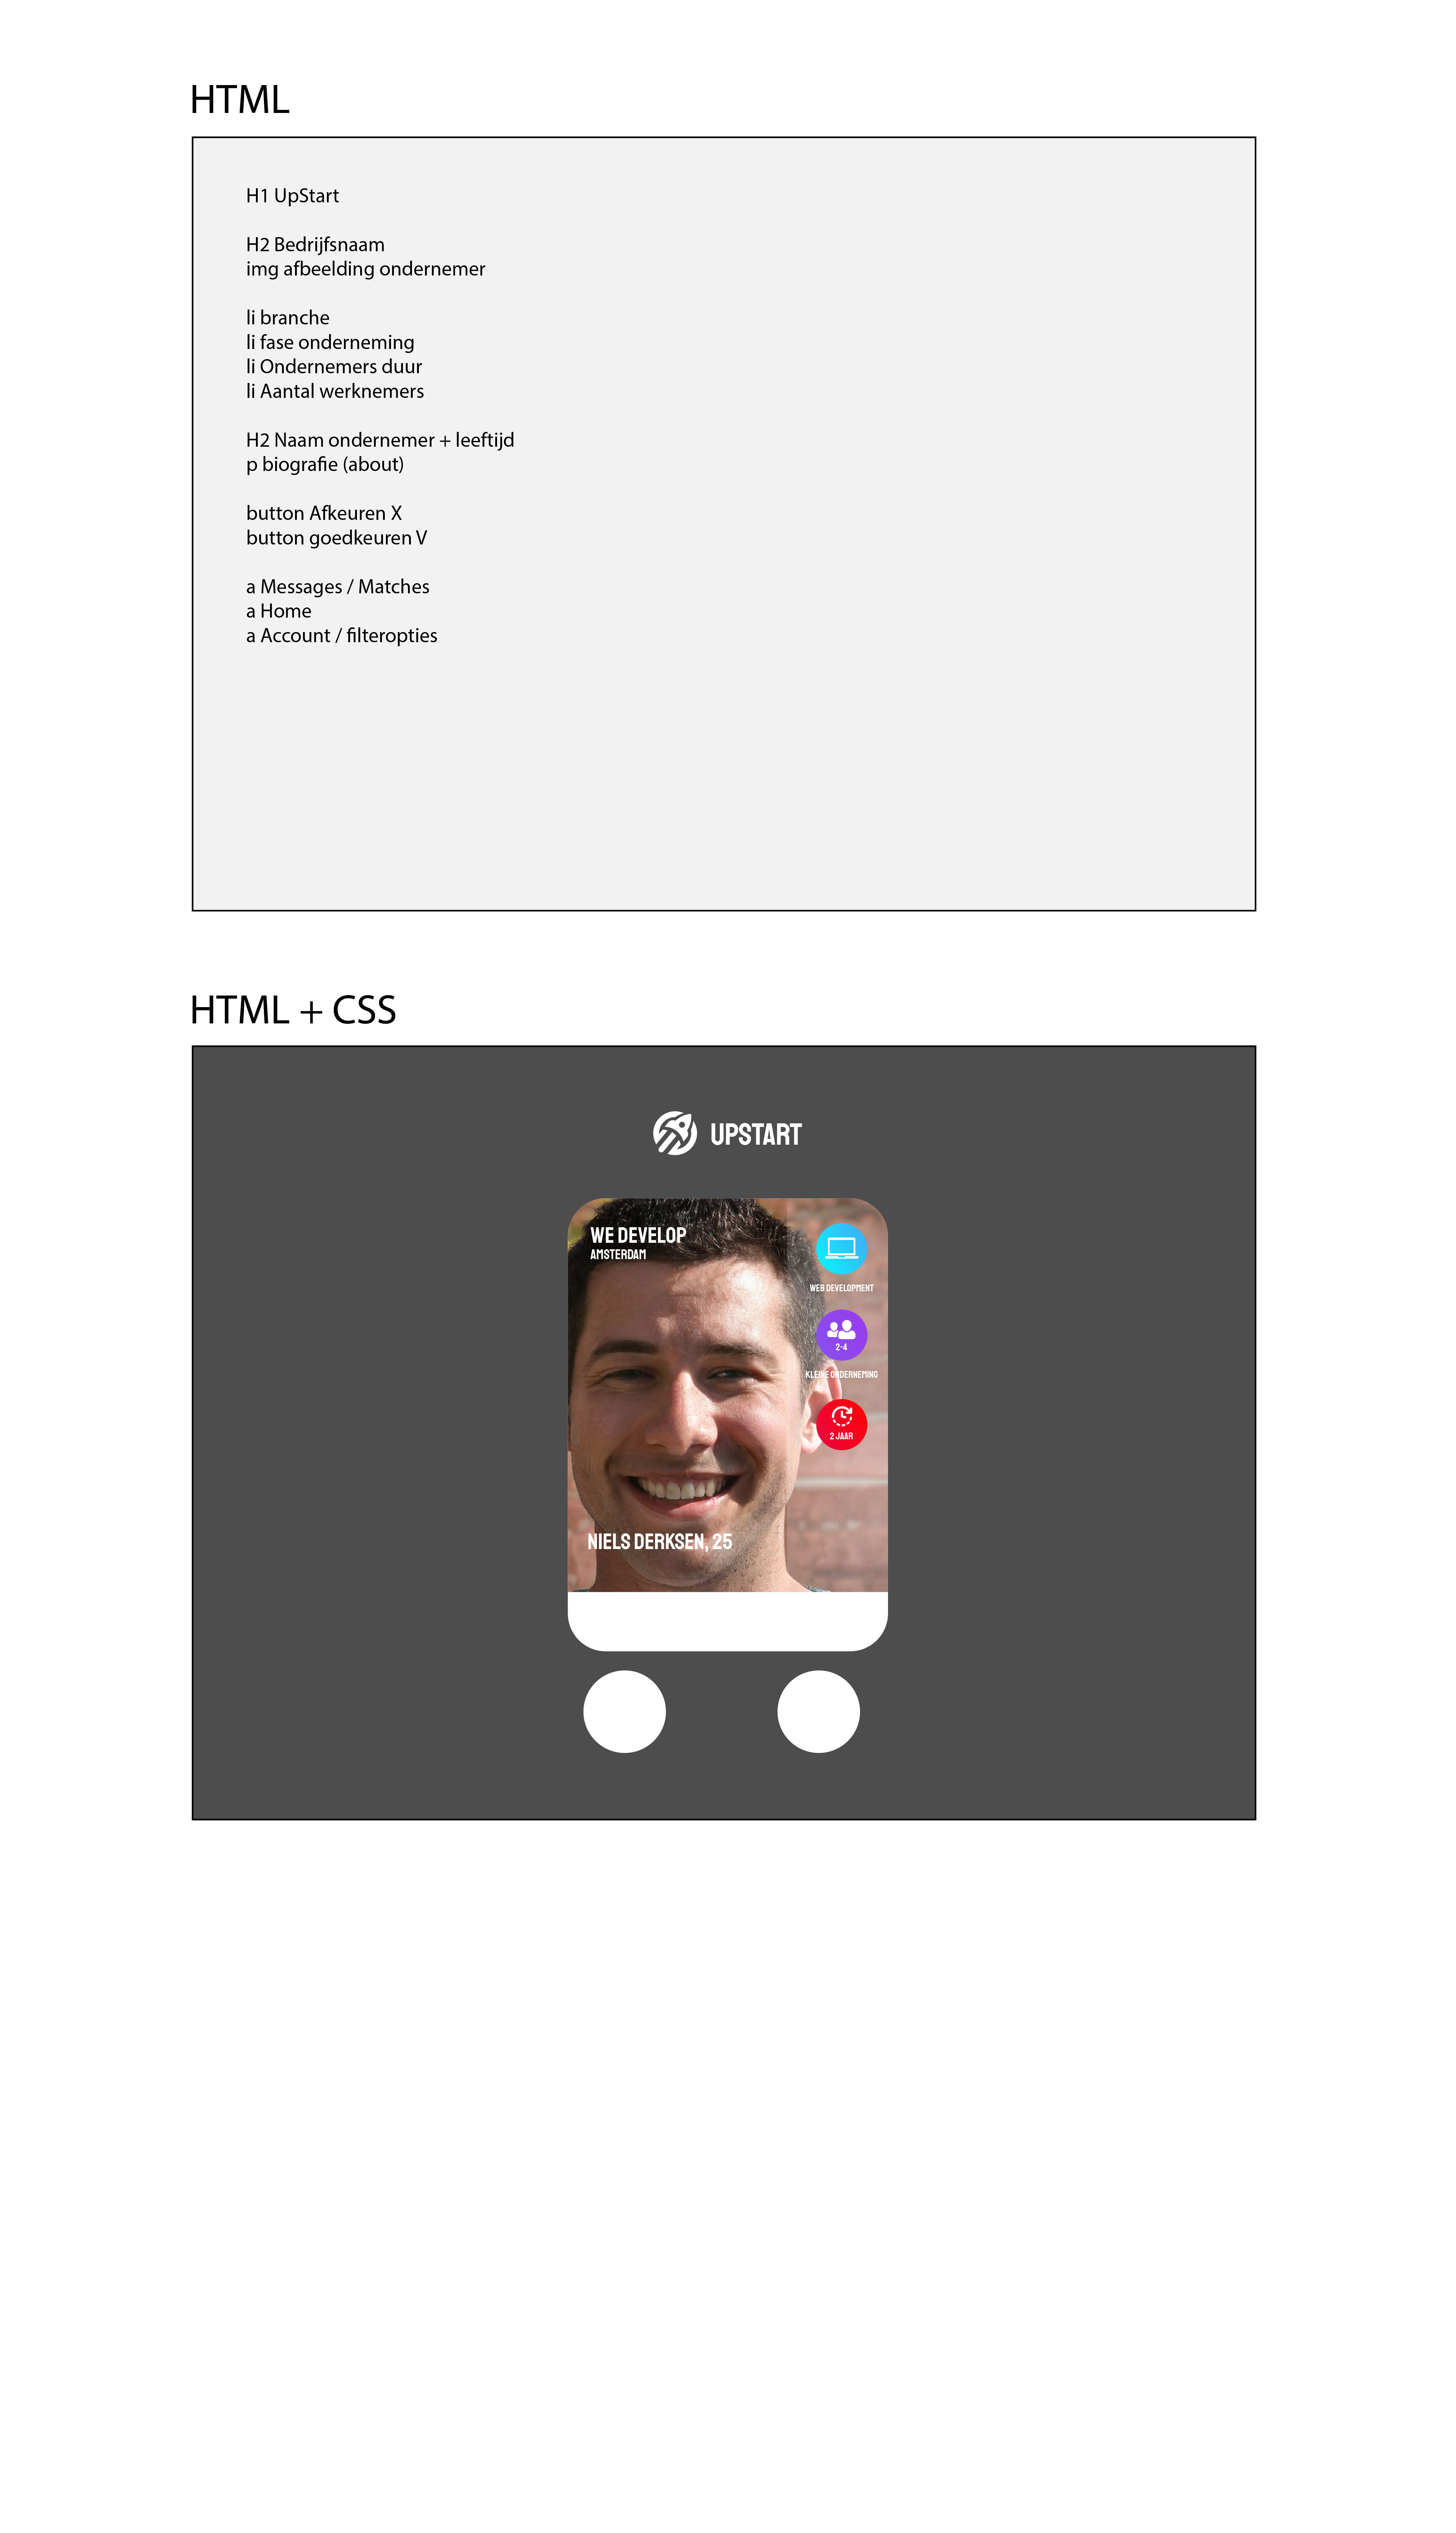 HTML
H1 UpStart
H2 Bedrijfsnaam
img afbeelding ondernemer
li branche
li fase onderneming
li Ondernemers duur
li Aantal werknemers
H2 Naam ondernemer + leeftijd
p biografie (about)
button Afkeuren X
button goedkeuren V
a Messages / Matches
a Home
a Account / filteropties
HTML + CSS
UPSTART
WE DEVELOP
AMSTERDAM
WEB DEVELOPMENT
2-4
KLEINE ONDERNEMING
2 JAAR
NIELS DERKSEN, 25